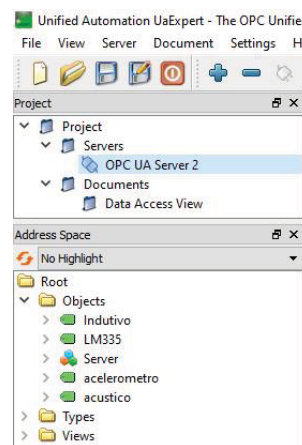 Unified Automation UaExpert - The OPC Unifie
File View Server Document Settings H
Project
Project
Servers
OPC UA Server 2
Documents
Data Access View
Address Space
No Highlight
Root
Objects
Indutivo
LM335
Server
acelerometro
acustico
Types
Views